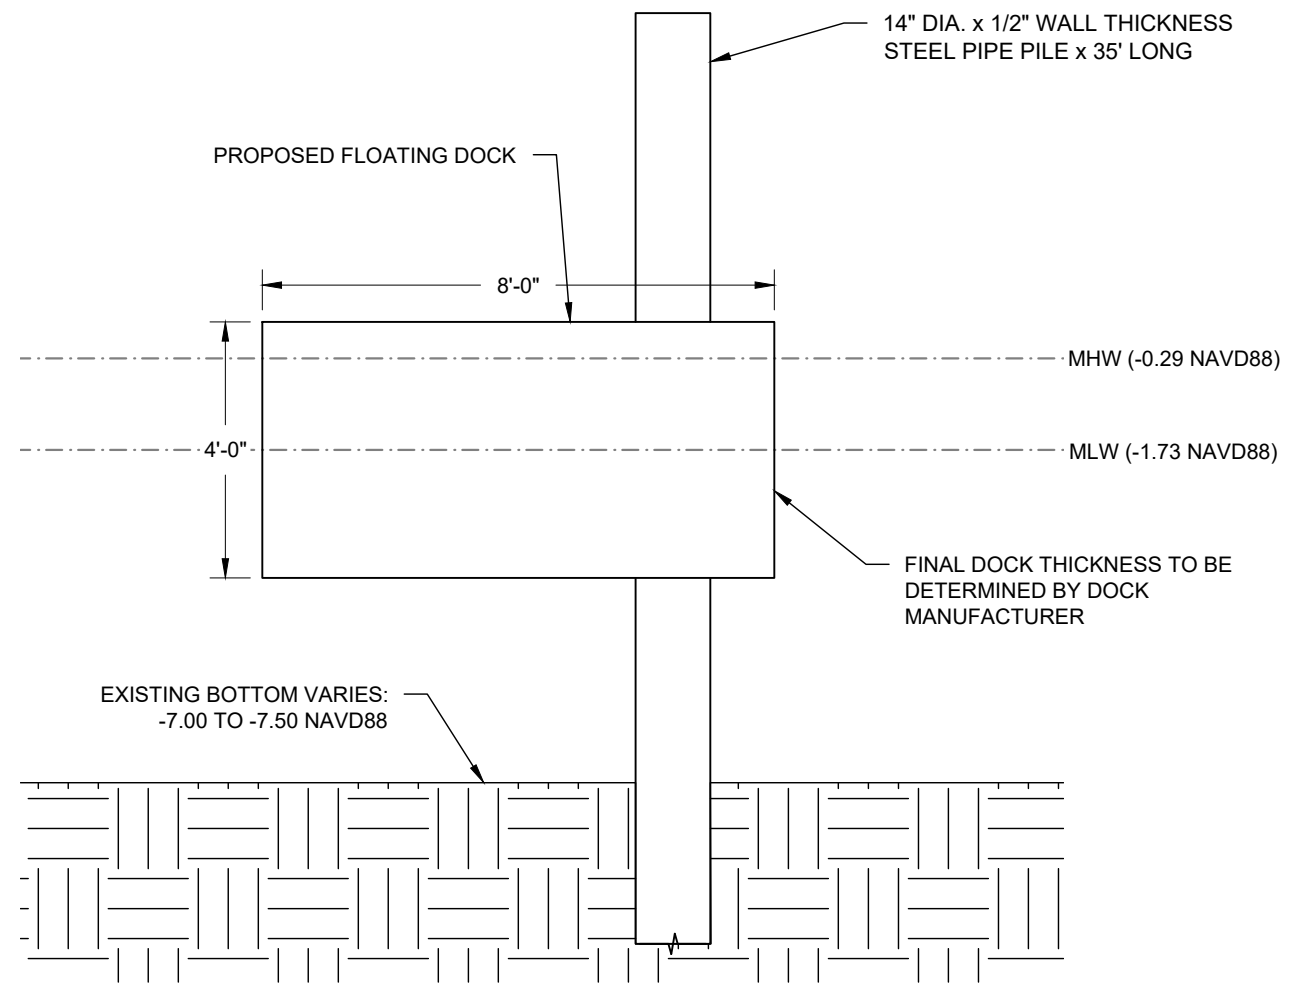 14" DIA. x 1/2" WALL THICKNESS
STEEL PIPE PILE x 35' LONG
PROPOSED FLOATING DOCK
8'-0"
MHW (-0.29 NAVD88)
4'-0"
MLW (-1.73 NAVD88)
FINAL DOCK THICKNESS TO BE
DETERMINED BY DOCK
MANUFACTURER
EXISTING BOTTOM VARIES:
-7.00 TO -7.50 NAVD88